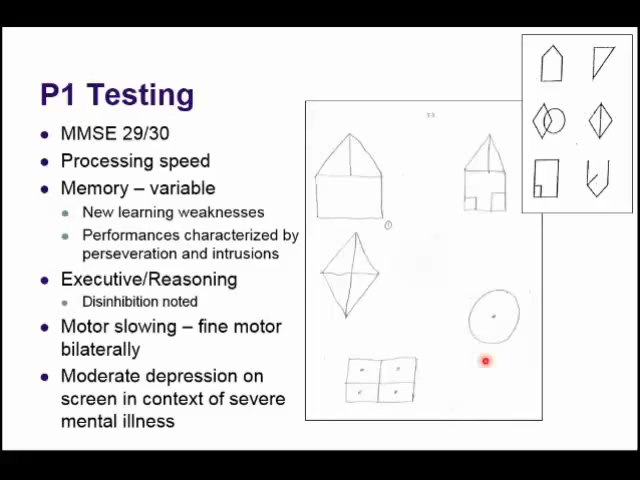 P1 Testing
MMSE 29/30
Processing speed
Memory – variable
New learning weaknesses
Performances characterized by
perseveration and intrusions
Executive/Reasoning
Disinhibition noted
Motor slowing – fine motor
bilaterally
Moderate depression on
screen in context of severe
mental illness